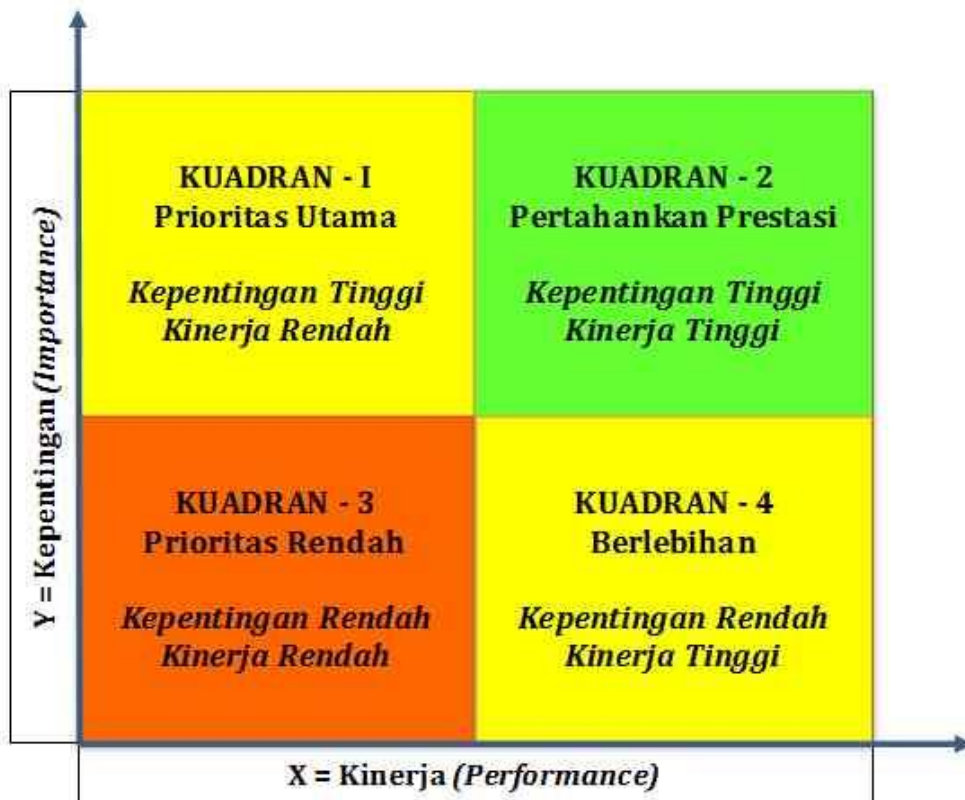 KUADRAN - I
Prioritas Utama
Kepentingan Tinggi
Kinerja Rendah
KUADRAN - 2
Pertahankan Prestasi
Kepentingan Tinggi
Kinerja Tinggi
Y = Kepentingan (Importance)
KUADRAN - 3
Prioritas Rendah
Kepentingan Rendah
Kinerja Rendah
KUADRAN - 4
Berlebihan
Kepentingan Rendah
Kinerja Tinggi
X = Kinerja (Performance)